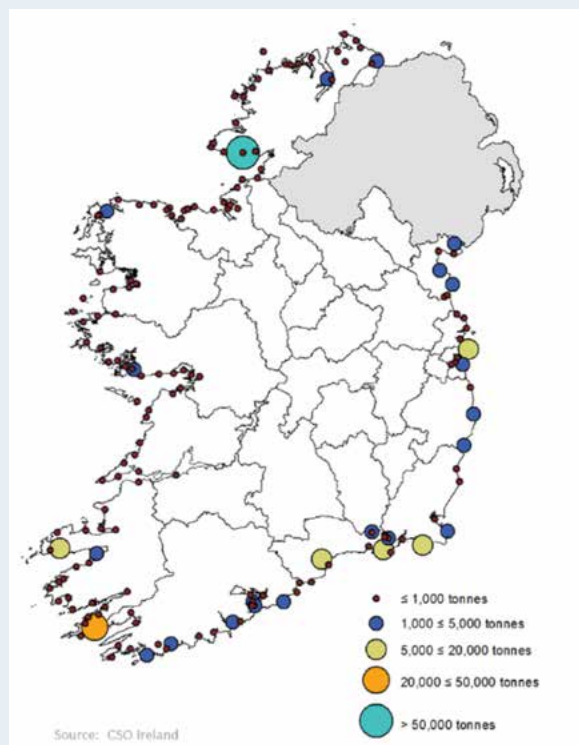 ≤ 1,000 tonnes
1,000 ≤ 5,000 tonnes
5,000 ≤ 20,000 tonnes
20,000 ≤ 50,000 tonnes
> 50,000 tonnes
Source: CSO Ireland